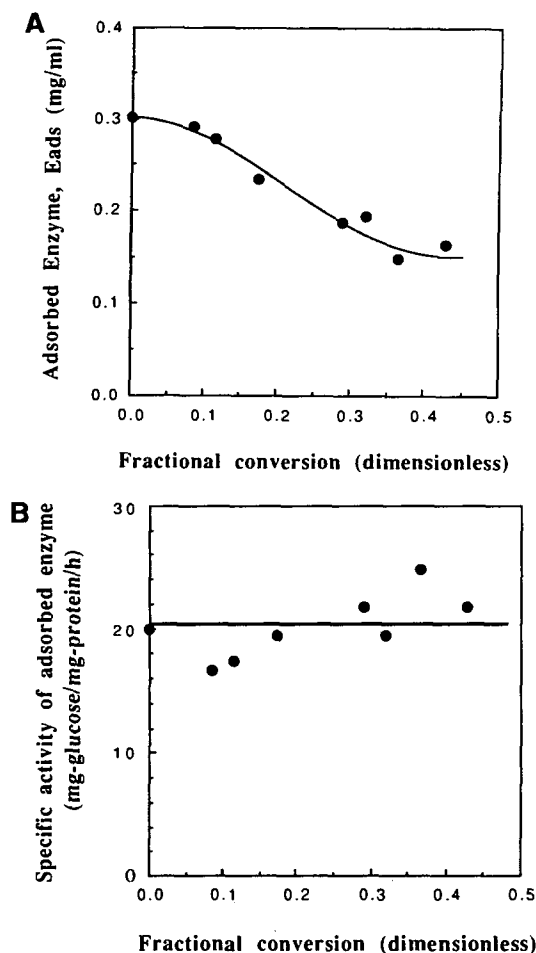 A
Adsorbed Enzyme, Eads (mg/ml)
0.4
0.3
0.2
0.1
0.0
0.0 0.1 0.2 0.3 0.4 0.5
Fractional conversion (dimensionless)
B
Specific activity of adsorbed enzyme
(mg-glucose/mg-protein/h)
30
20
10
0
0.0 0.1 0.2 0.3 0.4 0.5
Fractional conversion (dimensionless)